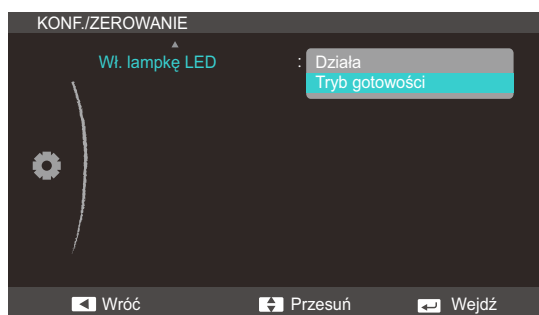 KONF./ZEROWANIE
Wł. lampkę LED : Działa
Tryb gotowości
Wróć Przesuń Wejdź